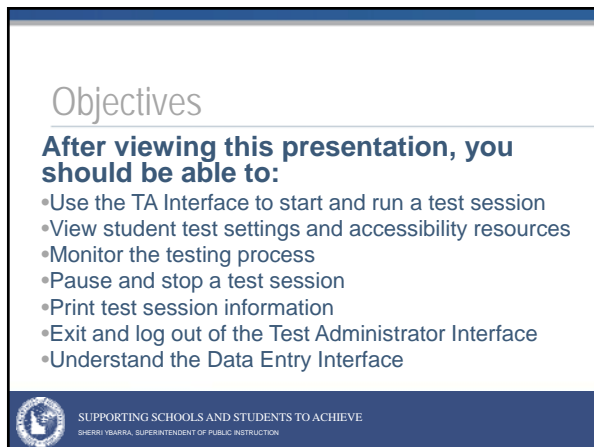 Objectives
After viewing this presentation, you
should be able to:
•Use the TA Interface to start and run a test session
•View student test settings and accessibility resources
•Monitor the testing process
•Pause and stop a test session
•Print test session information
•Exit and log out of the Test Administrator Interface
•Understand the Data Entry Interface
SUPPORTING SCHOOLS AND STUDENTS TO ACHIEVE
SHERRI YBARRA, SUPERINTENDENT OF PUBLIC INSTRUCTION